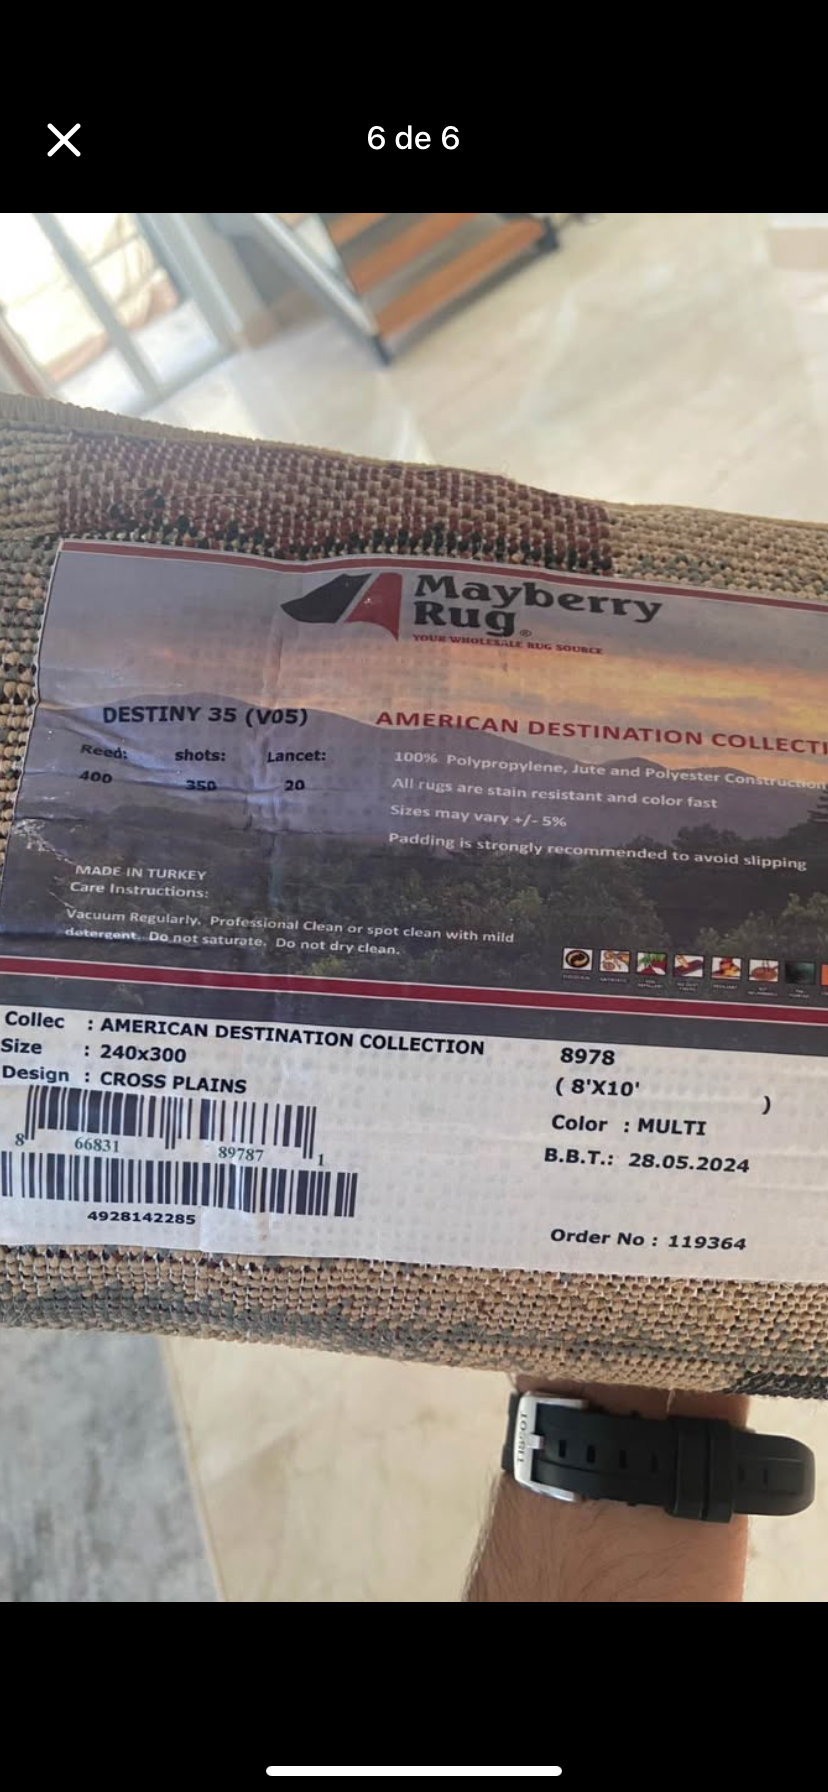 6 de 6
Mayberry
Rug®
YOUR WHOLESALE RUG SOURCE
DESTINY 35 (V05)
Reed: shots: Lancet:
400 350 20
AMERICAN DESTINATION COLLECTI
100% Polypropylene, Jute and Polyester Construction
All rugs are stain resistant and color fast
Sizes may vary +/- 5%
Padding is strongly recommended to avoid slipping
MADE IN TURKEY
Care Instructions:
Vacuum Regularly. Professional Clean or spot clean with mild
detergent. Do not saturate. Do not dry clean.
Collec : AMERICAN DESTINATION COLLECTION
Size : 240x300
Design : CROSS PLAINS
8 66831 89787 1
4928142285
8978
( 8'X10' )
Color : MULTI
B.B.T.: 28.05.2024
Order No : 119364
TISSOT